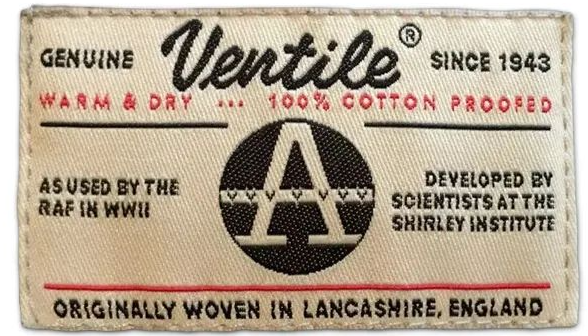 GENUINE Ventile® SINCE 1943
WARM & DRY ... 100% COTTON PROOFED
A
AS USED BY THE
RAF IN WWII
DEVELOPED BY
SCIENTISTS AT THE
SHIRLEY INSTITUTE
ORIGINALLY WOVEN IN LANCASHIRE, ENGLAND